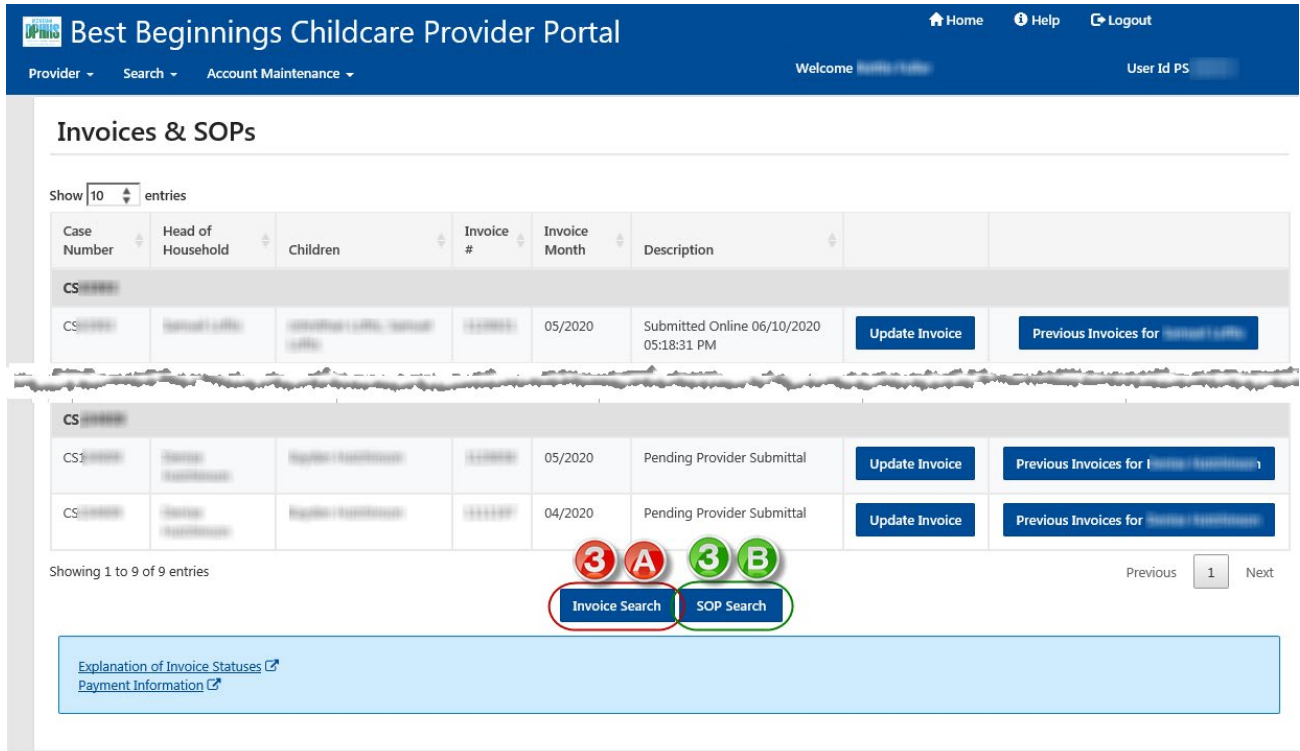 DPHHS Best Beginnings Childcare Provider Portal
Home Help Logout
Provider Search Account Maintenance Welcome User Id PS
Invoices & SOPs
Show 10 entries
Case Number Head of Household Children Invoice # Invoice Month Description
CS
CS 05/2020 Submitted Online 06/10/2020 05:18:31 PM Update Invoice Previous Invoices for
CS
CS1 05/2020 Pending Provider Submittal Update Invoice Previous Invoices for
CS 04/2020 Pending Provider Submittal Update Invoice Previous Invoices for
3 A 3 B
Showing 1 to 9 of 9 entries Previous 1 Next
Invoice Search SOP Search
Explanation of Invoice Statuses
Payment Information